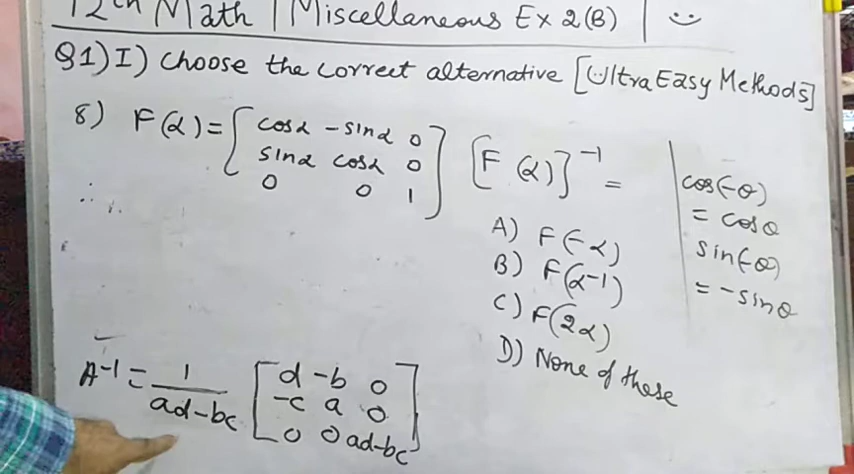 12th Math | Miscellaneous Ex 2(B) | :)
Q1) I) Choose the correct alternative [Ultra Easy Methods]
8) F(α) = [cosα -sinα 0
sinα cosα 0
0 0 1] [F(α)]⁻¹ =
A) F(-α)
B) F(α-1)
C) F(2α)
D) None of these
cos(-θ)
= cosθ
sin(-θ)
= -sinθ
∴
A⁻¹ = 1/(ad-bc) [d -b 0
-c a 0
0 0 ad-bc]